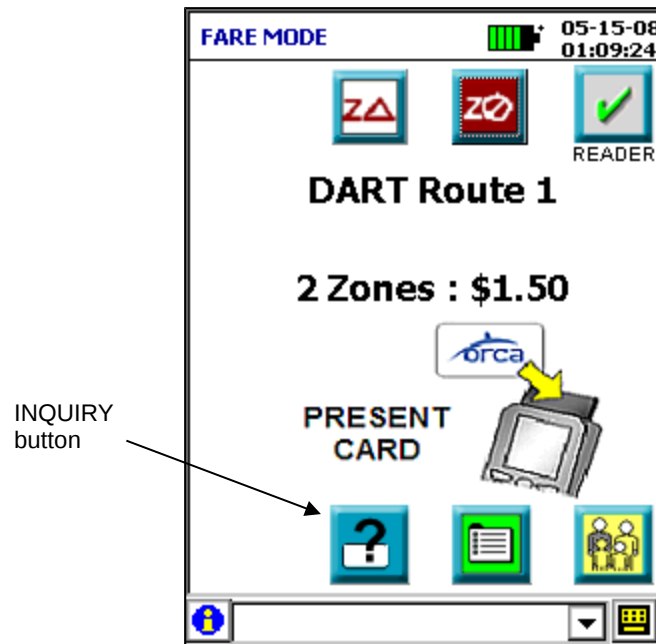 FARE MODE
05-15-08
01:09:24
Z
Z
READER
DART Route 1
2 Zones : $1.50
orca
PRESENT
CARD
INQUIRY
button
?